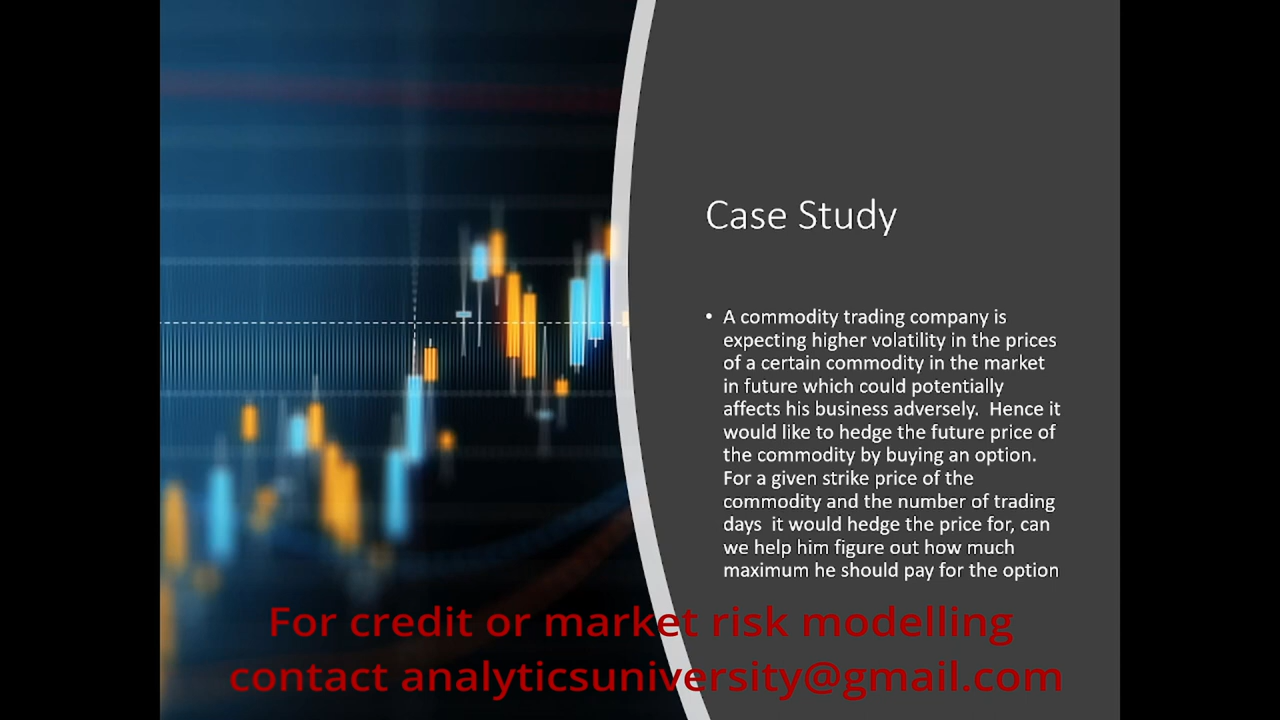 Case Study
• A commodity trading company is
expecting higher volatility in the prices
of a certain commodity in the market
in future which could potentially
affects his business adversely.  Hence it
would like to hedge the future price of
the commodity by buying an option.
For a given strike price of the
commodity and the number of trading
days  it would hedge the price for, can
we help him figure out how much
maximum he should pay for the option
For credit or market risk modelling
contact analyticsuniversity@gmail.com